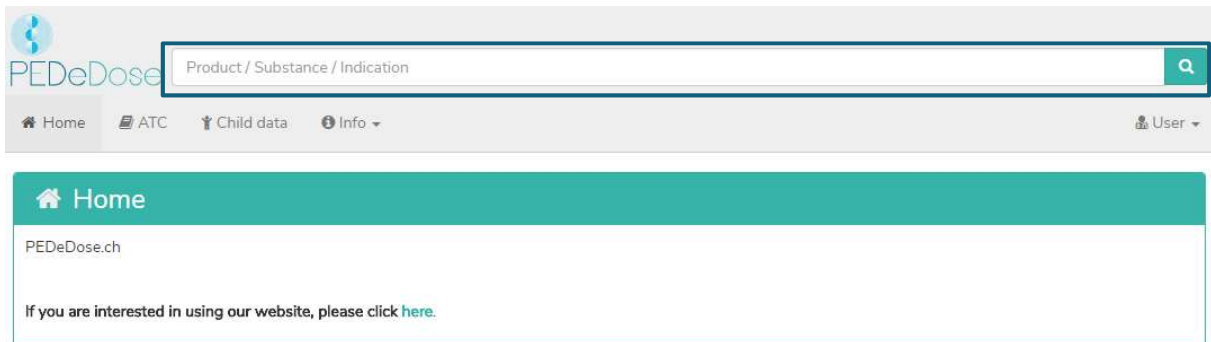 PEDeDose
Product / Substance / Indication
Home ATC Child data Info User
Home
PEDeDose.ch
If you are interested in using our website, please click here.